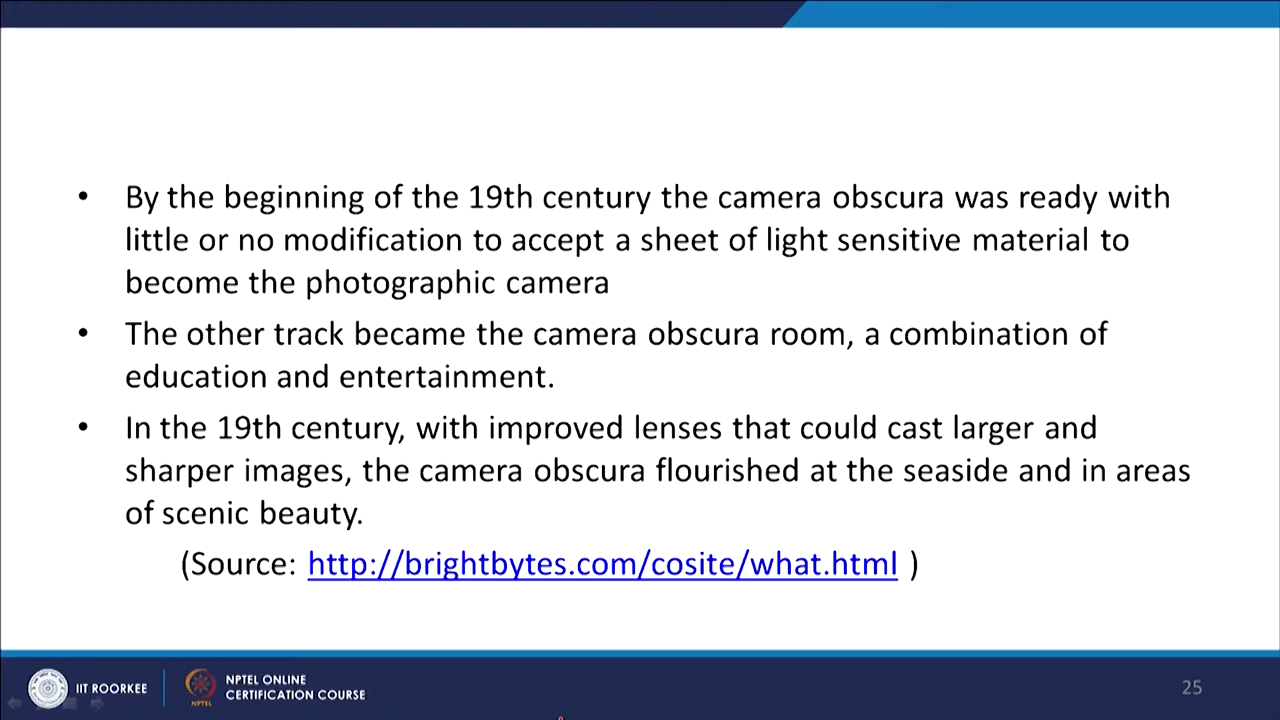 • By the beginning of the 19th century the camera obscura was ready with
little or no modification to accept a sheet of light sensitive material to
become the photographic camera
• The other track became the camera obscura room, a combination of
education and entertainment.
• In the 19th century, with improved lenses that could cast larger and
sharper images, the camera obscura flourished at the seaside and in areas
of scenic beauty.
(Source: http://brightbytes.com/cosite/what.html )
IIT ROORKEE
NPTEL
NPTEL ONLINE
CERTIFICATION COURSE
25